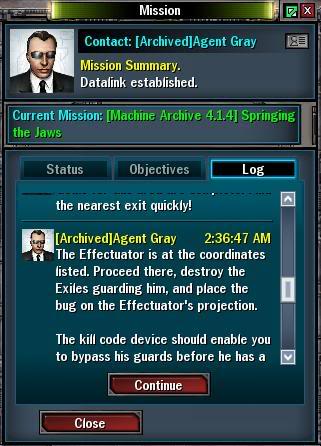 Mission
Contact: [Archived]Agent Gray
Mission Summary.
Datalink established.
Current Mission: [Machine Archive 4.1.4] Springing
the Jaws
Status
Objectives
Log
the nearest exit quickly!
[Archived]Agent Gray 2:36:47 AM
The Effectuator is at the coordinates
listed. Proceed there, destroy the
Exiles guarding him, and place the
bug on the Effectuator's projection.
The kill code device should enable you
to bypass his guards before he has a
Continue
Close